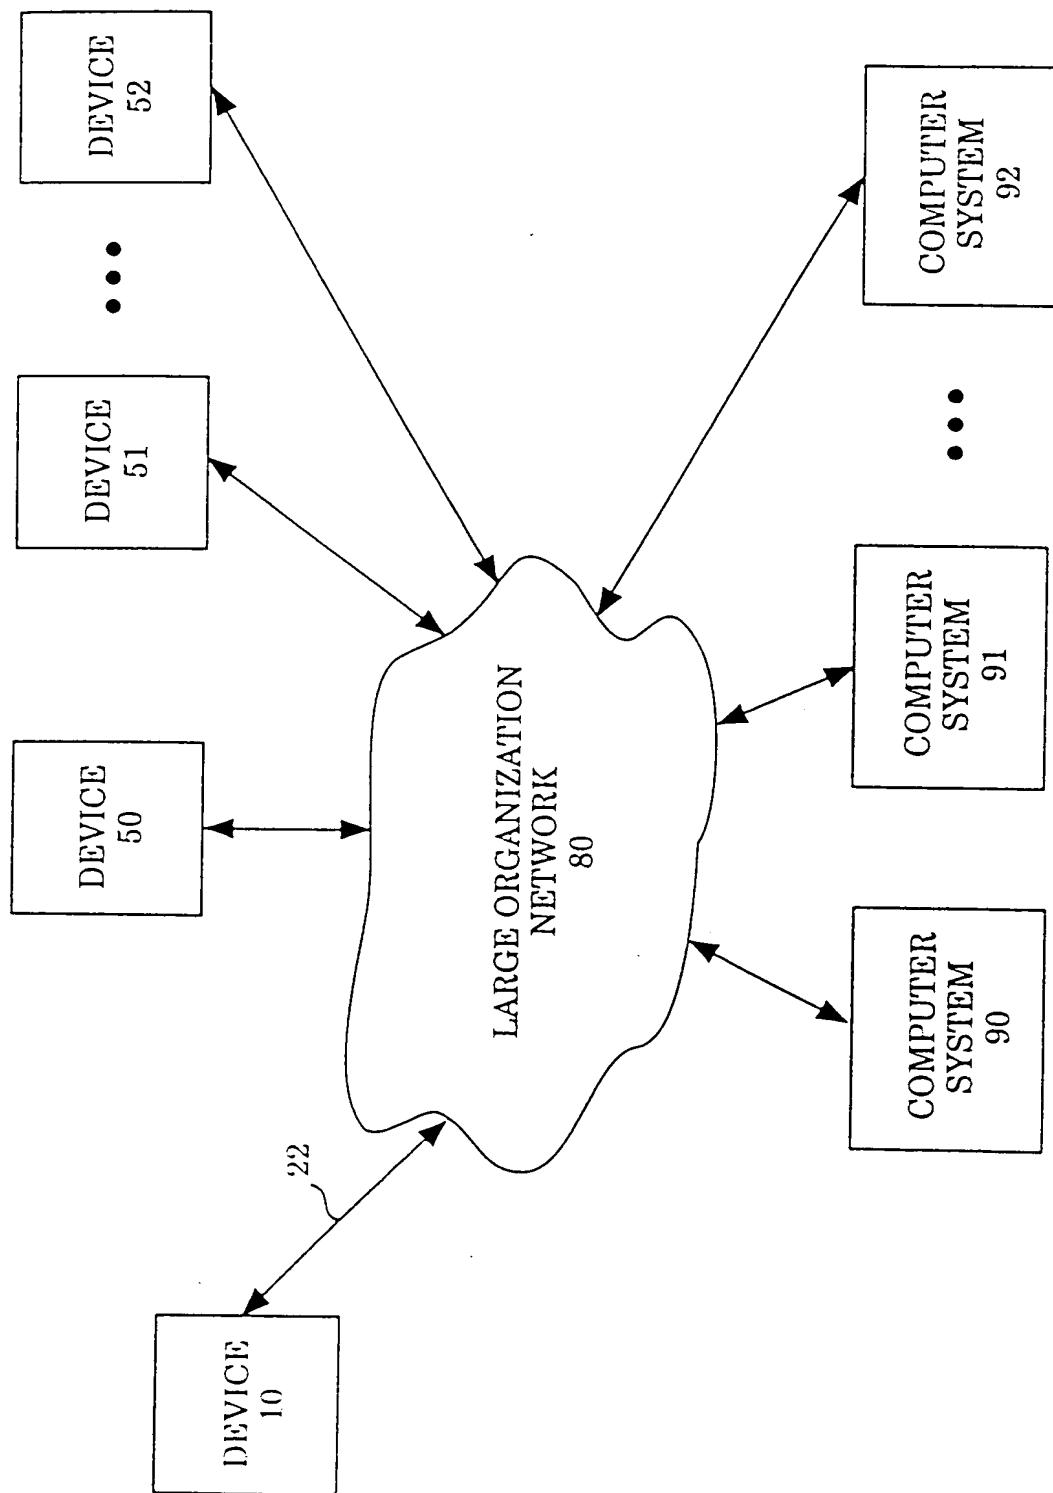 DEVICE
10
22
DEVICE
50
DEVICE
51
DEVICE
52
LARGE ORGANIZATION
NETWORK
80
COMPUTER
SYSTEM
90
COMPUTER
SYSTEM
91
COMPUTER
SYSTEM
92